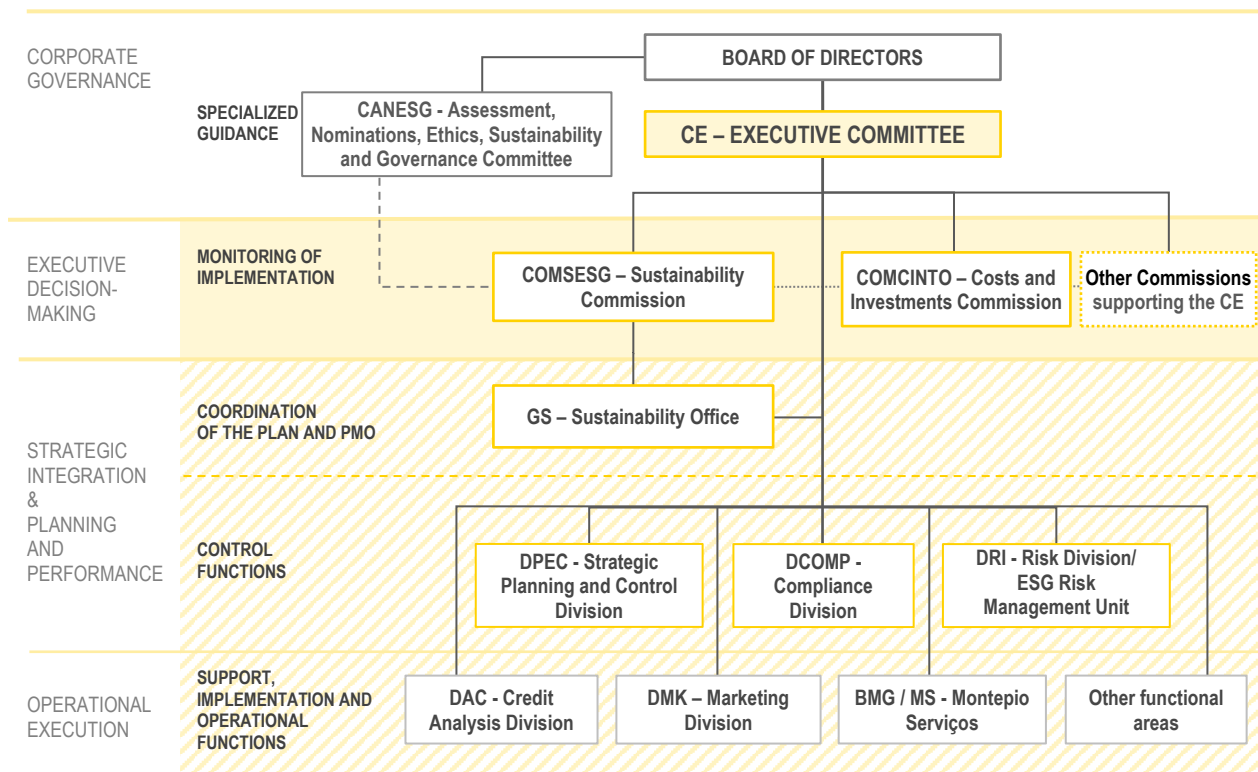 CORPORATE
GOVERNANCE
BOARD OF DIRECTORS
SPECIALIZED
GUIDANCE
CANESG - Assessment,
Nominations, Ethics, Sustainability
and Governance Committee
CE – EXECUTIVE COMMITTEE
EXECUTIVE
DECISION-
MAKING
MONITORING OF
IMPLEMENTATION
COMSESG – Sustainability
Commission
COMCINTO – Costs and
Investments Commission
Other Commissions
supporting the CE
STRATEGIC
INTEGRATION
&
PLANNING
AND
PERFORMANCE
COORDINATION
OF THE PLAN AND PMO
GS – Sustainability Office
CONTROL
FUNCTIONS
DPEC - Strategic
Planning and Control
Division
DCOMP -
Compliance
Division
DRI - Risk Division/
ESG Risk
Management Unit
OPERATIONAL
EXECUTION
SUPPORT,
IMPLEMENTATION AND
OPERATIONAL
FUNCTIONS
DAC - Credit
Analysis Division
DMK – Marketing
Division
BMG / MS - Montepio
Serviços
Other functional
areas